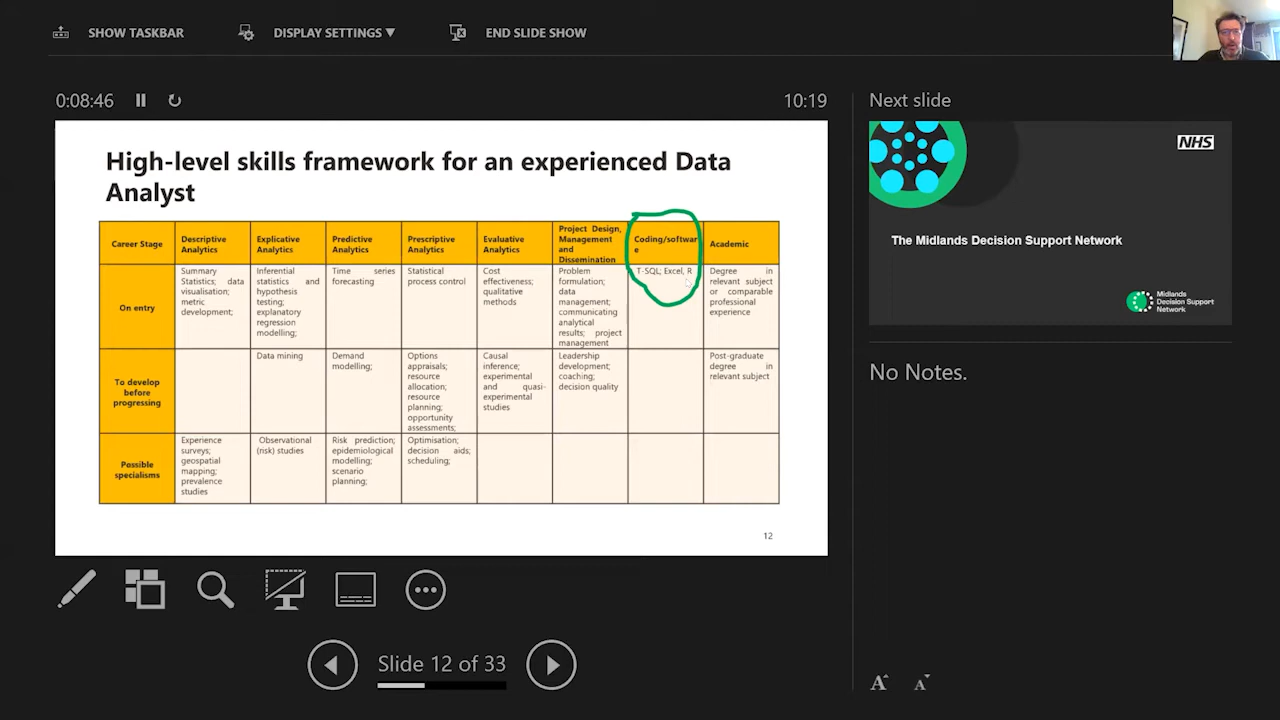 SHOW TASKBAR
DISPLAY SETTINGS ▼
END SLIDE SHOW
0:08:46
10:19
Next slide
High-level skills framework for an experienced Data
Analyst
Career Stage
Descriptive
Analytics
Explicative
Analytics
Predictive
Analytics
Prescriptive
Analytics
Evaluative
Analytics
Project Design,
Management
and
Dissemination
Coding/softwar
e
Academic
On entry
Summary
Statistics; data
visualisation;
metric
development;
Inferential
statistics and
hypothesis
testing;
explanatory
regression
modelling;
Time series
forecasting
Statistical
process control
Cost
effectiveness;
qualitative
methods
Problem
formulation;
data
management;
communicating
analytical
results; project
management
T-SQL; Excel, R
Degree in
relevant subject
or comparable
professional
experience
To develop
before
progressing
Data mining
Demand
modelling;
Options
appraisals;
resource
allocation;
resource
planning;
opportunity
assessments;
Causal
inference;
experimental
and quasi-
experimental
studies
Leadership
development;
coaching;
decision quality
Post-graduate
degree in
relevant subject
Possible
specialisms
Experience
surveys;
geospatial
mapping;
prevalence
studies
Observational
(risk) studies
Risk prediction;
epidemiological
modelling;
scenario
planning;
Optimisation;
decision aids;
scheduling;
12
NHS
The Midlands Decision Support Network
Midlands
Decision Support
Network
No Notes.
Slide 12 of 33
A A